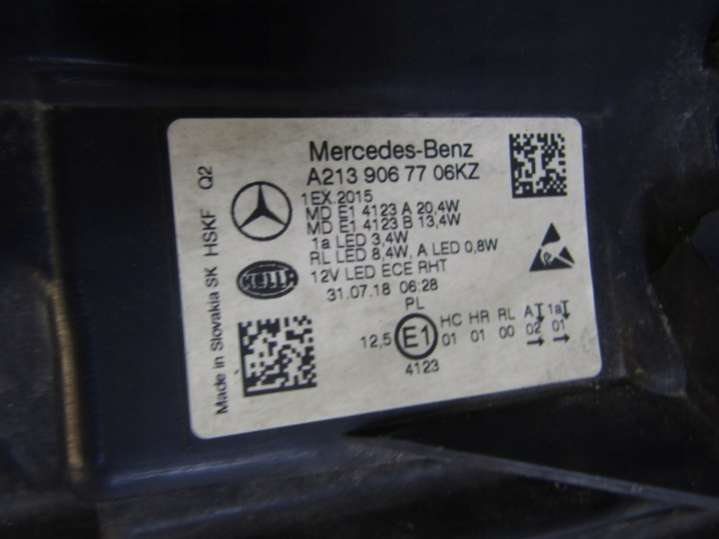 Mercedes-Benz
A213 906 77 06KZ
1EX.2015
MD E1 4123 A 20,4W
MD E1 4123 B 13,4W
1a LED 3,4W
RL LED 8,4W, A LED 0,8W
12V LED ECE RHT
31.07.18 06:28
PL
HC HR RL A 1a
12,5 E1 01 01 00 02 01
4123
HELLA
Made in Slovakia SK HSKF Q2